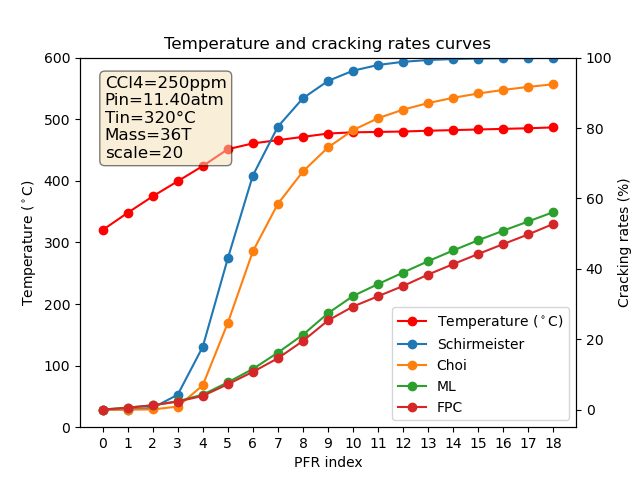 Temperature and cracking rates curves
CCl4=250ppm
Pin=11.40atm
Tin=320°C
Mass=36T
scale=20
600
500
400
300
200
100
0
Temperature (°C)
100
80
60
40
20
0
Cracking rates (%)
Temperature (°C)
Schirmeister
Choi
ML
FPC
0 1 2 3 4 5 6 7 8 9 10 11 12 13 14 15 16 17 18
PFR index